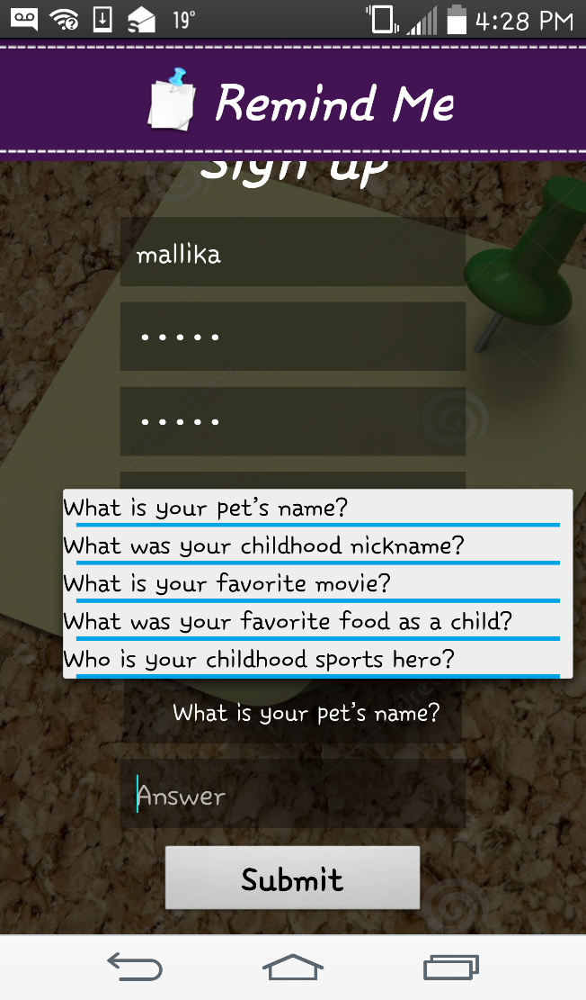 19°
4:28 PM
Remind Me
Sign up
mallika
•••••
•••••
What is your pet's name?
What was your childhood nickname?
What is your favorite movie?
What was your favorite food as a child?
Who is your childhood sports hero?
What is your pet's name?
Answer
Submit